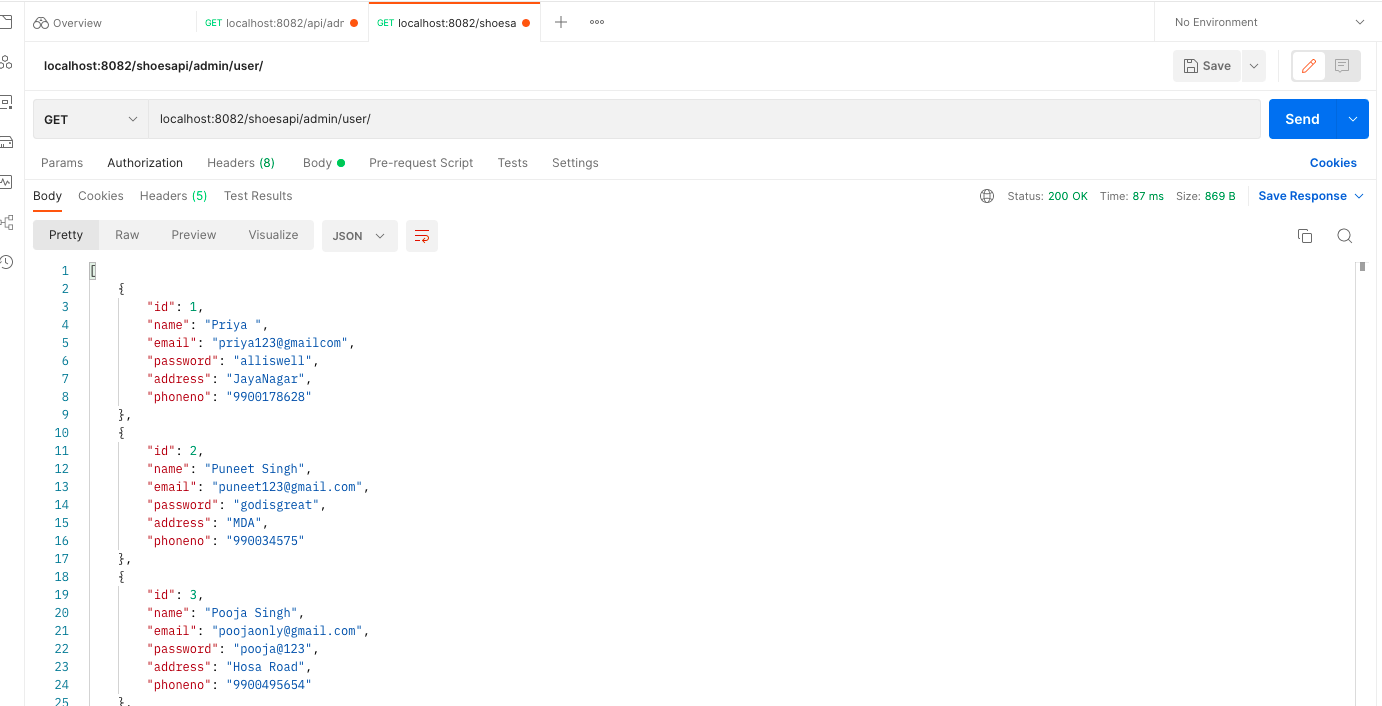 Overview
GET localhost:8082/api/adr
GET localhost:8082/shoesa
No Environment
localhost:8082/shoesapi/admin/user/
Save
GET localhost:8082/shoesapi/admin/user/
Send
Params Authorization Headers (8) Body Pre-request Script Tests Settings Cookies
Body Cookies Headers (5) Test Results Status: 200 OK Time: 87 ms Size: 869 B Save Response
Pretty Raw Preview Visualize JSON
1 [
2 {
3 "id": 1,
4 "name": "Priya ",
5 "email": "priya123@gmailcom",
6 "password": "alliswell",
7 "address": "JayaNagar",
8 "phoneno": "9900178628"
9 },
10 {
11 "id": 2,
12 "name": "Puneet Singh",
13 "email": "puneet123@gmail.com",
14 "password": "godisgreat",
15 "address": "MDA",
16 "phoneno": "990034575"
17 },
18 {
19 "id": 3,
20 "name": "Pooja Singh",
21 "email": "poojaonly@gmail.com",
22 "password": "pooja@123",
23 "address": "Hosa Road",
24 "phoneno": "9900495654"
25 },